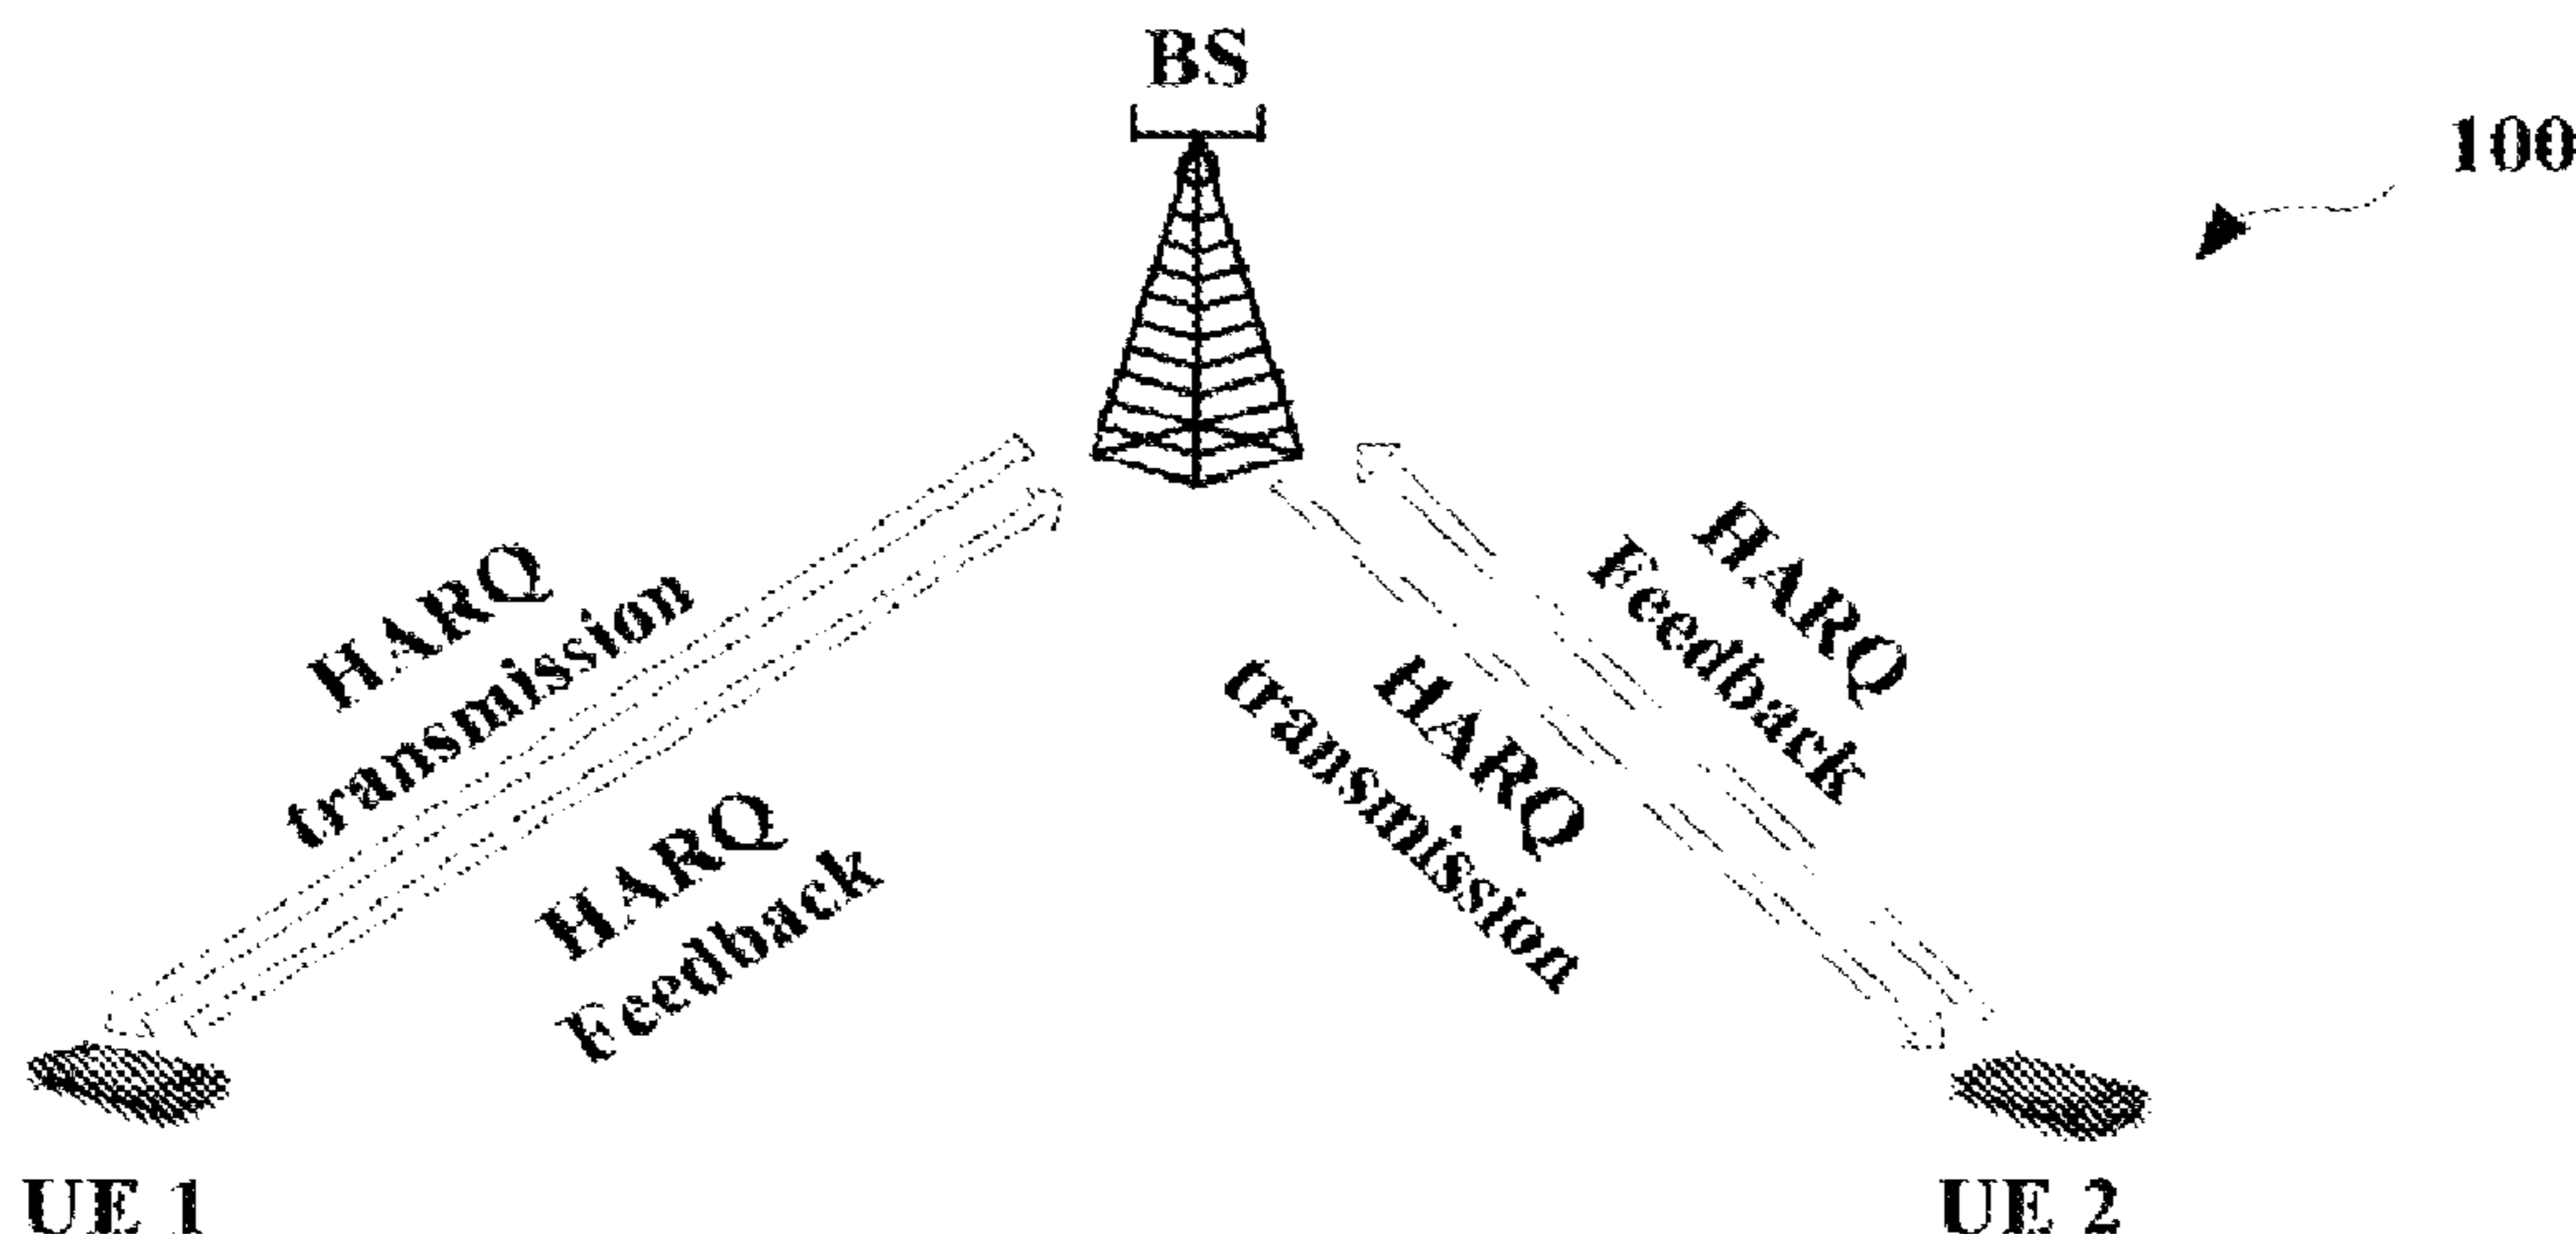 BS
100
HARQ
transmission
HARQ
Feedback
HARQ
Feedback
HARQ
transmission
UE 1
UE 2